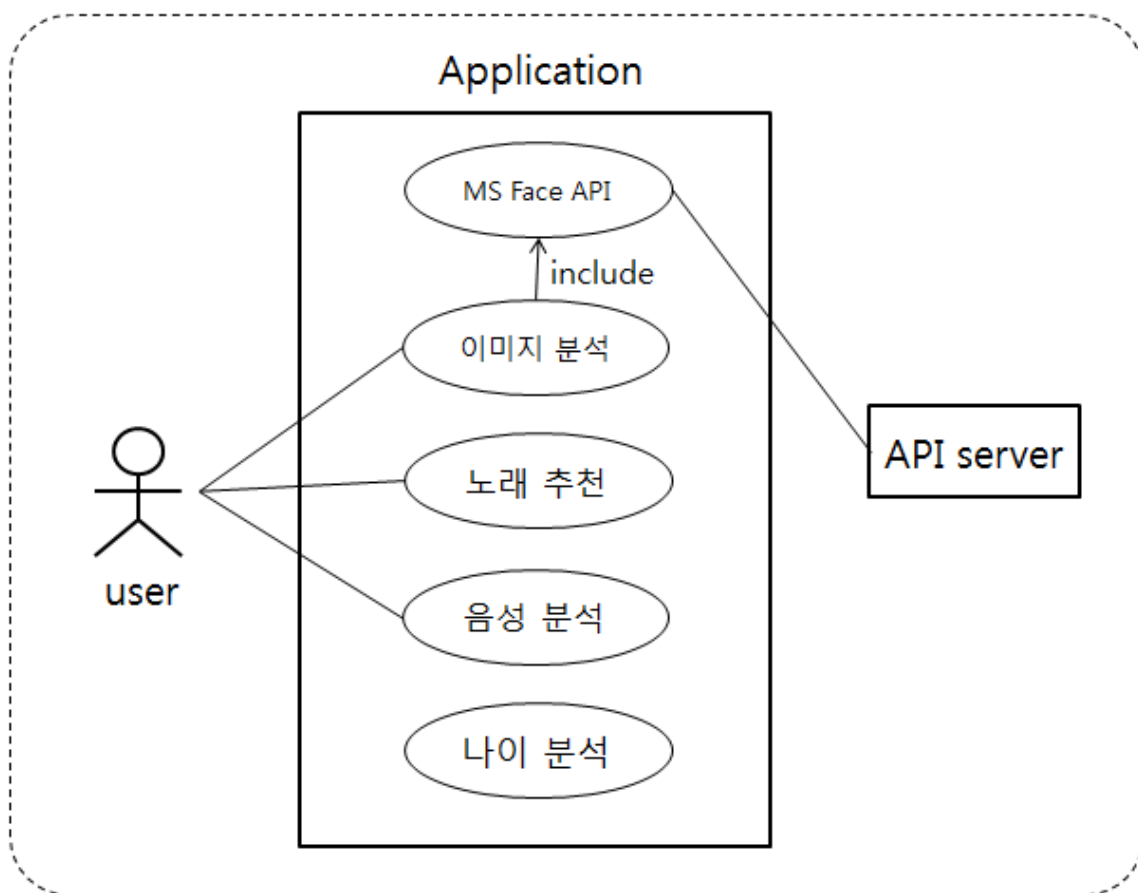 Application
MS Face API
include
이미지 분석
노래 추천
API server
user
음성 분석
나이 분석